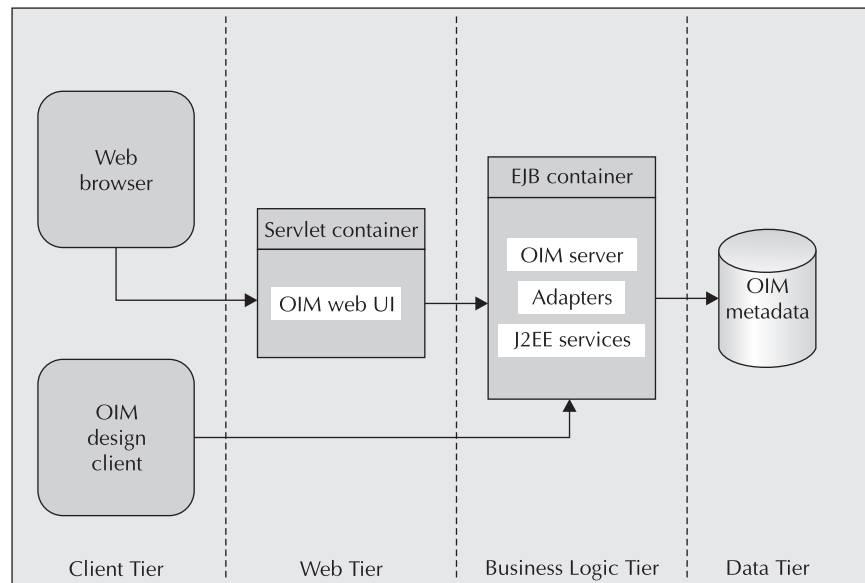 Web
browser
Servlet container
OIM web UI
EJB container
OIM server
Adapters
J2EE services
OIM
metadata
OIM
design
client
Client Tier
Web Tier
Business Logic Tier
Data Tier